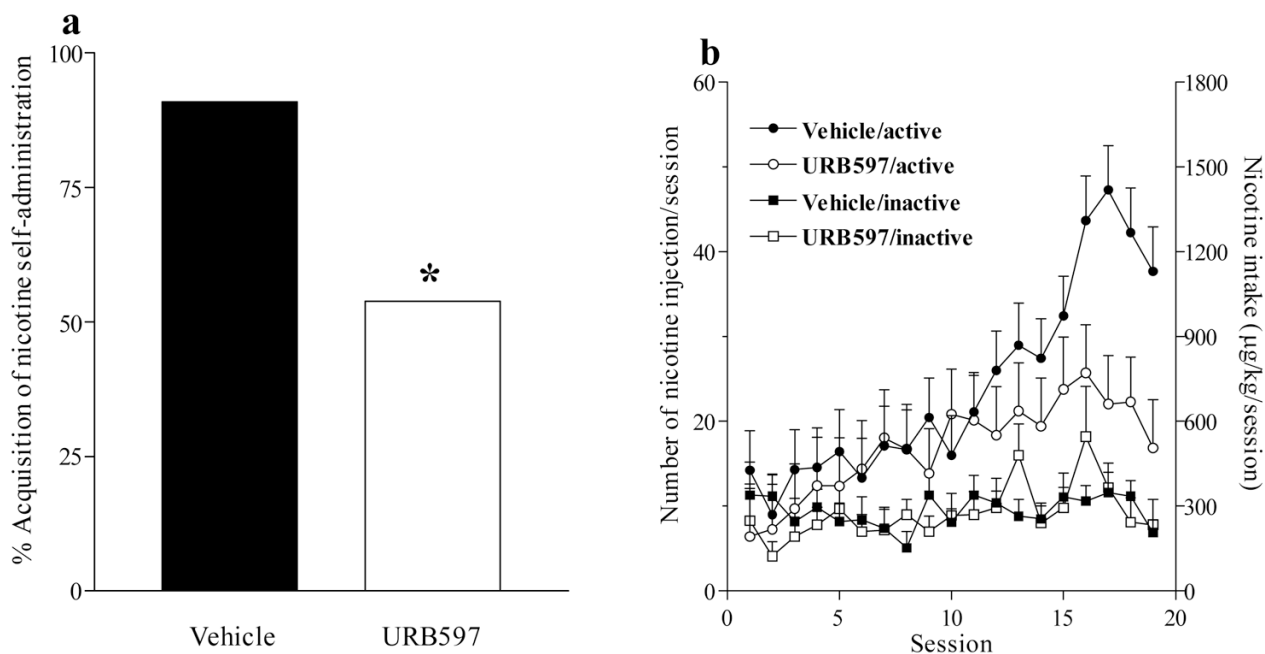 a
% Acquisition of nicotine self-administration
100
75
50
25
0
*
Vehicle
URB597
b
Number of nicotine injection/session
60
40
20
0
Vehicle/active
URB597/active
Vehicle/inactive
URB597/inactive
1800
1500
1200
900
600
300
0
Nicotine intake (µg/kg/session)
0
5
10
15
20
Session